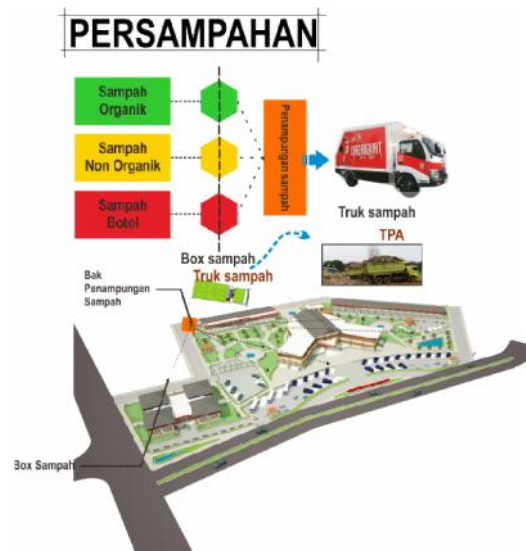 PERSAMPAHAN
Sampah
Organik
Sampah
Non Organik
Sampah
Botol
Penampungan sampah
Truk sampah
TPA
Box sampah
Truk sampah
Bak
Penampungan
Sampah
Box Sampah